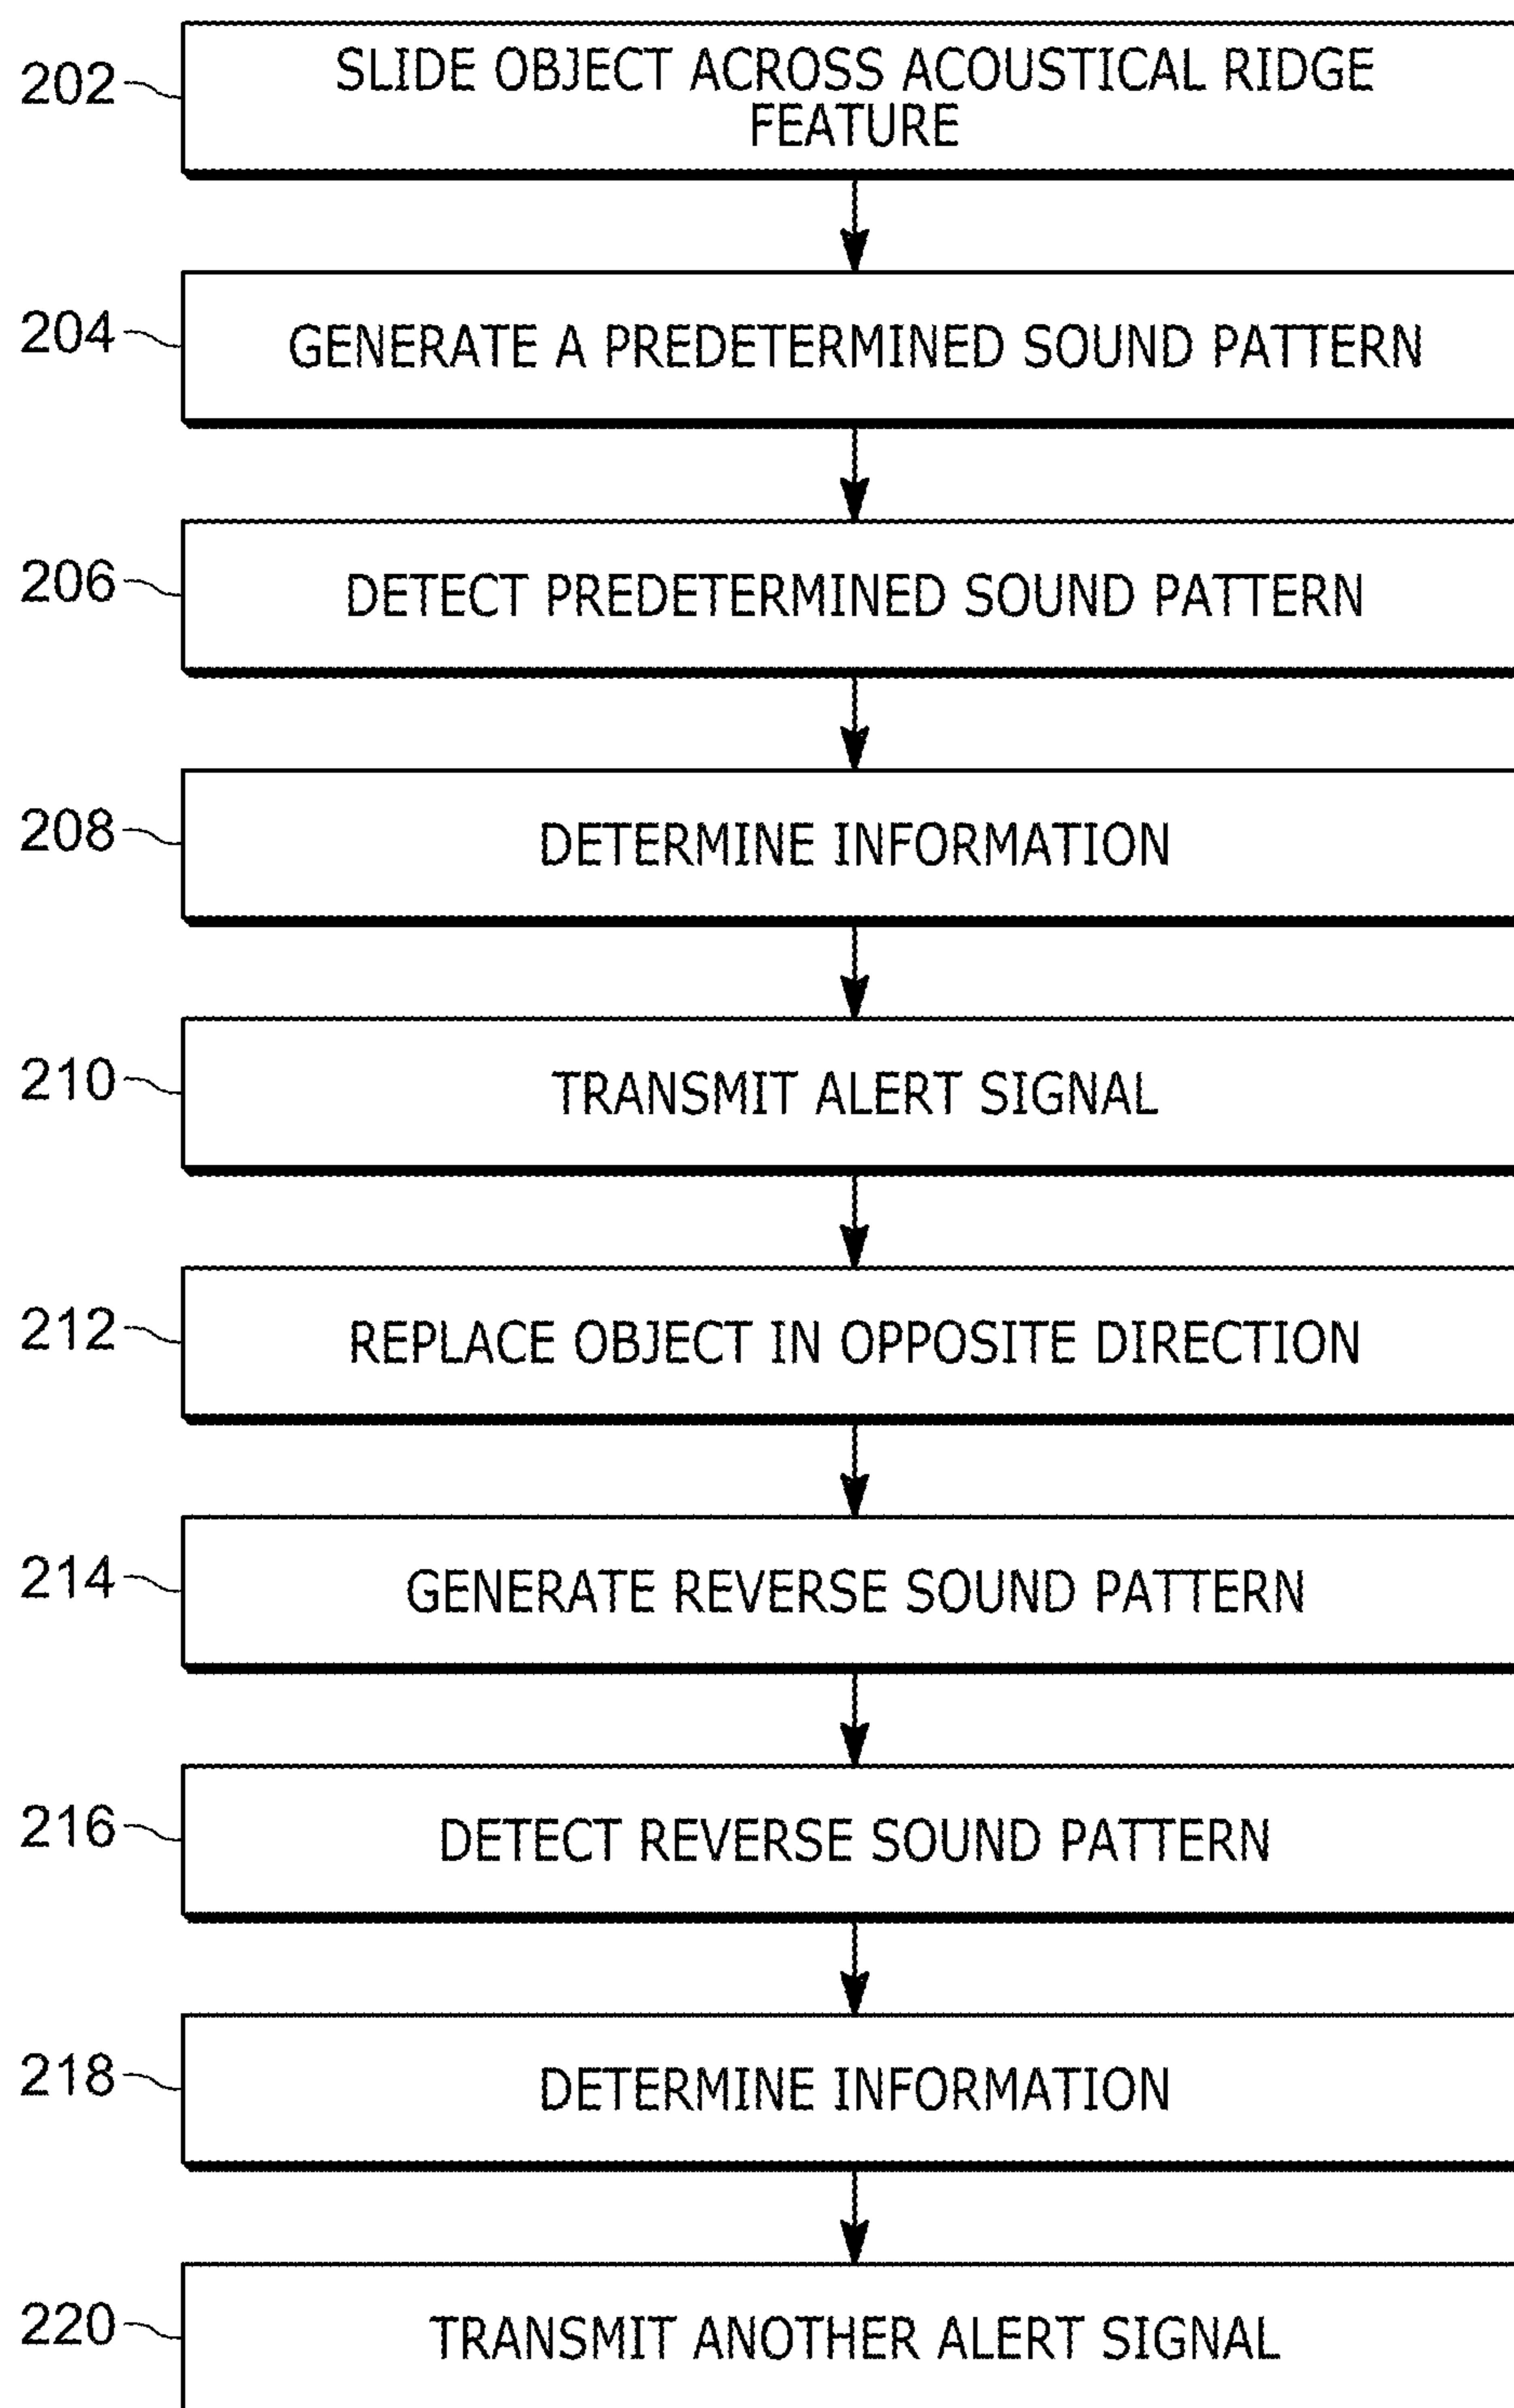 202
SLIDE OBJECT ACROSS ACOUSTICAL RIDGE
FEATURE
204
GENERATE A PREDETERMINED SOUND PATTERN
206
DETECT PREDETERMINED SOUND PATTERN
208
DETERMINE INFORMATION
210
TRANSMIT ALERT SIGNAL
212
REPLACE OBJECT IN OPPOSITE DIRECTION
214
GENERATE REVERSE SOUND PATTERN
216
DETECT REVERSE SOUND PATTERN
218
DETERMINE INFORMATION
220
TRANSMIT ANOTHER ALERT SIGNAL